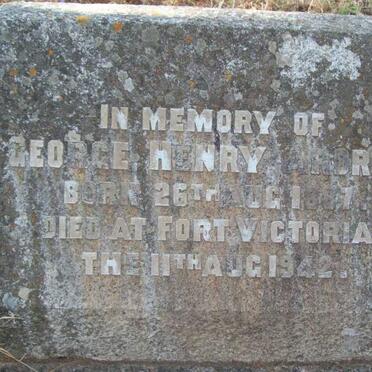 IN MEMORY OF
GEORGE HENRY
BORN 26TH AUG
DIED AT FORT VICTORIA
THE 11TH AUG 1942.